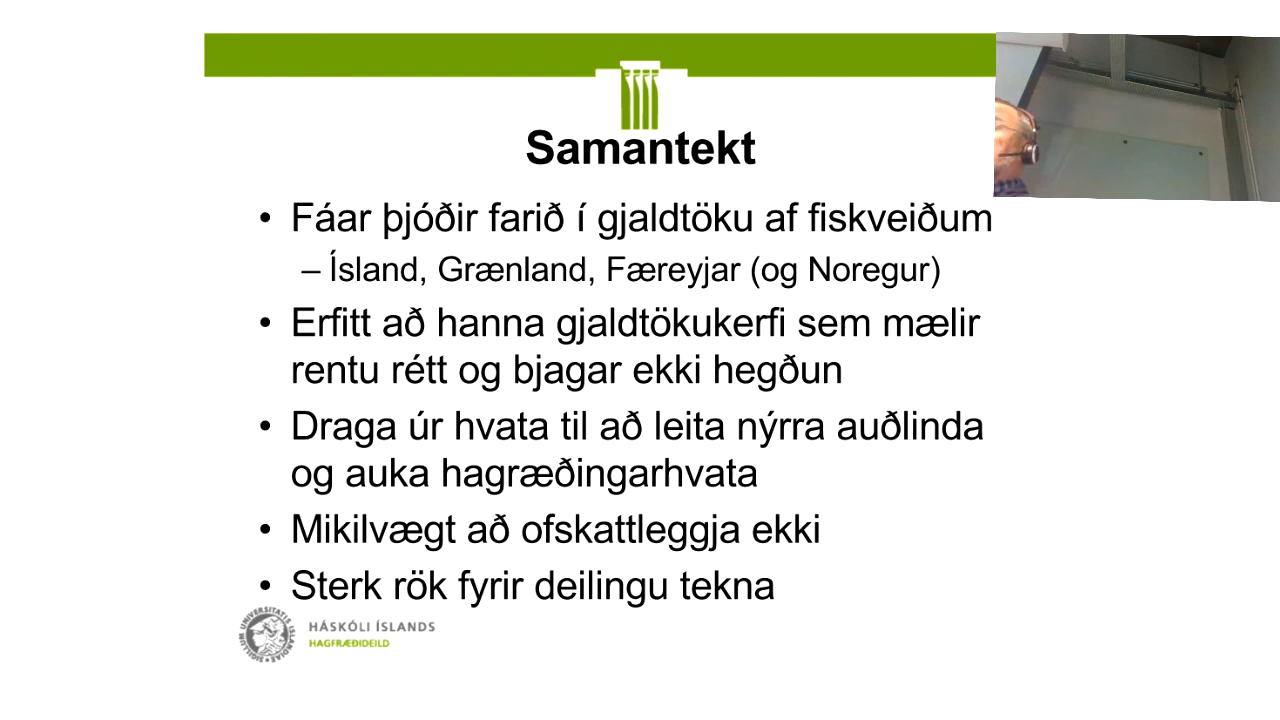 Samantekt
• Fáar þjóðir farið í gjaldtöku af fiskveiðum
– Ísland, Grænland, Færeyjar (og Noregur)
• Erfitt að hanna gjaldtökukerfi sem mælir
rentu rétt og bjagar ekki hegðun
• Draga úr hvata til að leita nýrra auðlinda
og auka hagræðingarhvata
• Mikilvægt að ofskattleggja ekki
• Sterk rök fyrir deilingu tekna
HÁSKÓLI ÍSLANDS
HAGFRÆÐIDEILD